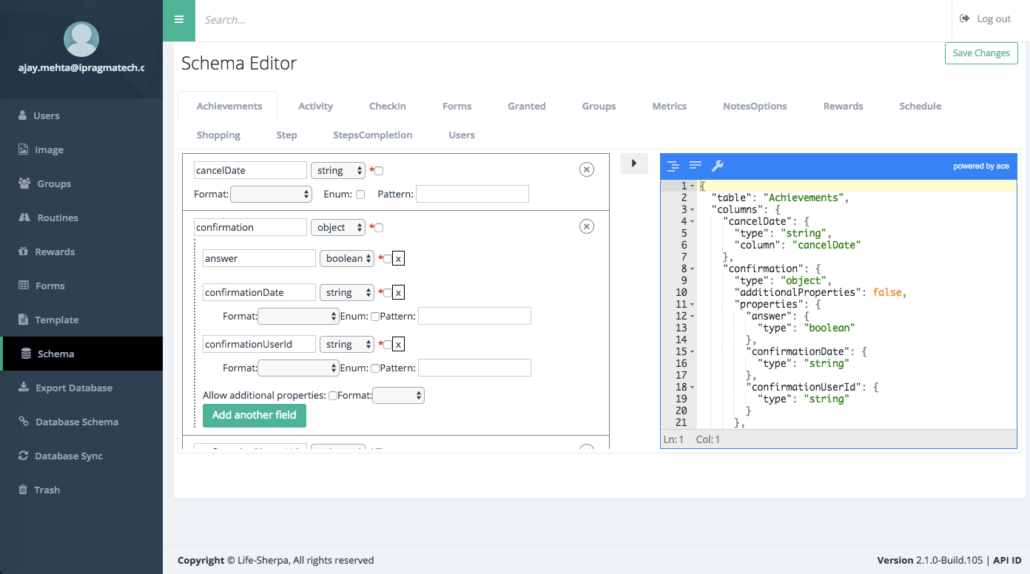 Search...
Log out
ajay.mehta@ipragmatech.c
Save Changes
Schema Editor
Users
Image
Groups
Routines
Rewards
Forms
Template
Schema
Export Database
Database Schema
Database Sync
Trash
Achievements Activity CheckIn Forms Granted Groups Metrics NotesOptions Rewards Schedule
Shopping Step StepsCompletion Users
cancelDate string * x
Format: Enum: Pattern:
confirmation object * x
answer boolean * x
confirmationDate string * x
Format: Enum: Pattern:
confirmationUserId string * x
Format: Enum: Pattern:
Allow additional properties: Format:
Add another field
powered by ace
1 {
2 "table": "Achievements",
3 "columns": {
4 "cancelDate": {
5 "type": "string",
6 "column": "cancelDate"
7 },
8 "confirmation": {
9 "type": "object",
10 "additionalProperties": false,
11 "properties": {
12 "answer": {
13 "type": "boolean"
14 },
15 "confirmationDate": {
16 "type": "string"
17 },
18 "confirmationUserId": {
19 "type": "string"
20 }
21 },
Ln: 1 Col: 1
Copyright © Life-Sherpa, All rights reserved
Version 2.1.0-Build.105 | API ID